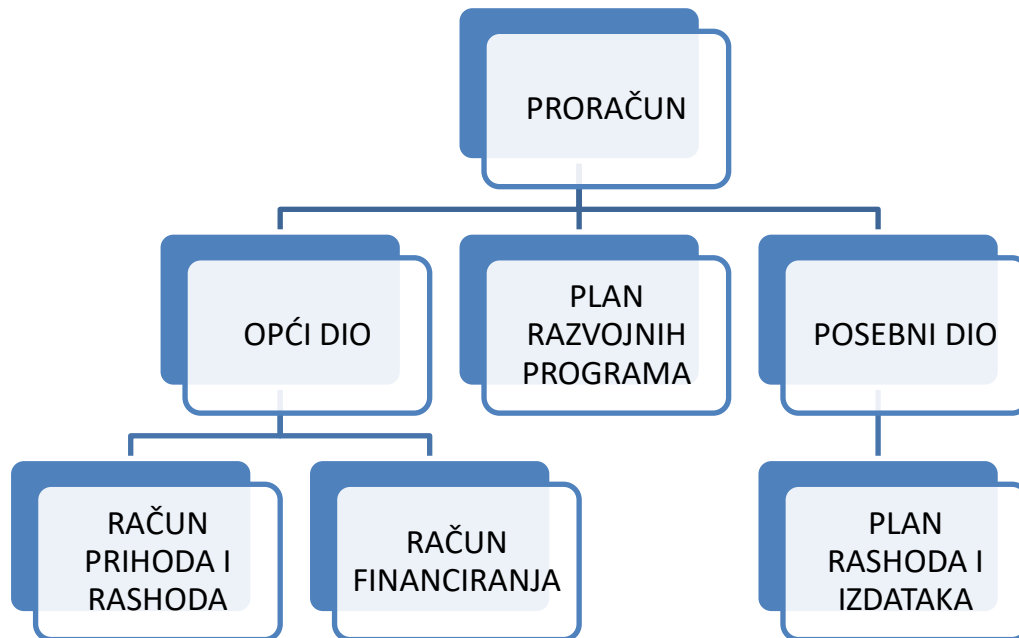 PRORAČUN
OPĆI DIO
PLAN
RAZVOJNIH
PROGRAMA
POSEBNI DIO
RAČUN
PRIHODA I
RASHODA
RAČUN
FINANCIRANJA
PLAN
RASHODA I
IZDATAKA